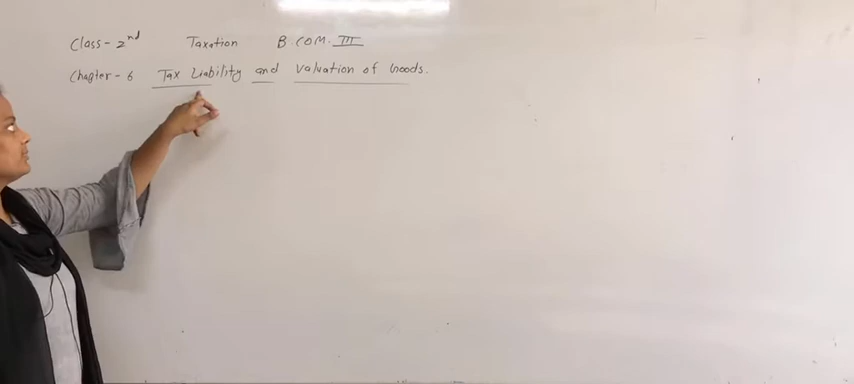 Class - 2nd Taxation B.COM. III
Chapter - 6 Tax Liability and Valuation of Goods.